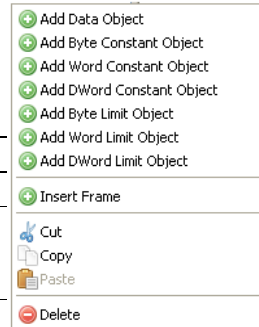 Add Data Object
Add Byte Constant Object
Add Word Constant Object
Add DWord Constant Object
Add Byte Limit Object
Add Word Limit Object
Add DWord Limit Object
Insert Frame
Cut
Copy
Paste
Delete